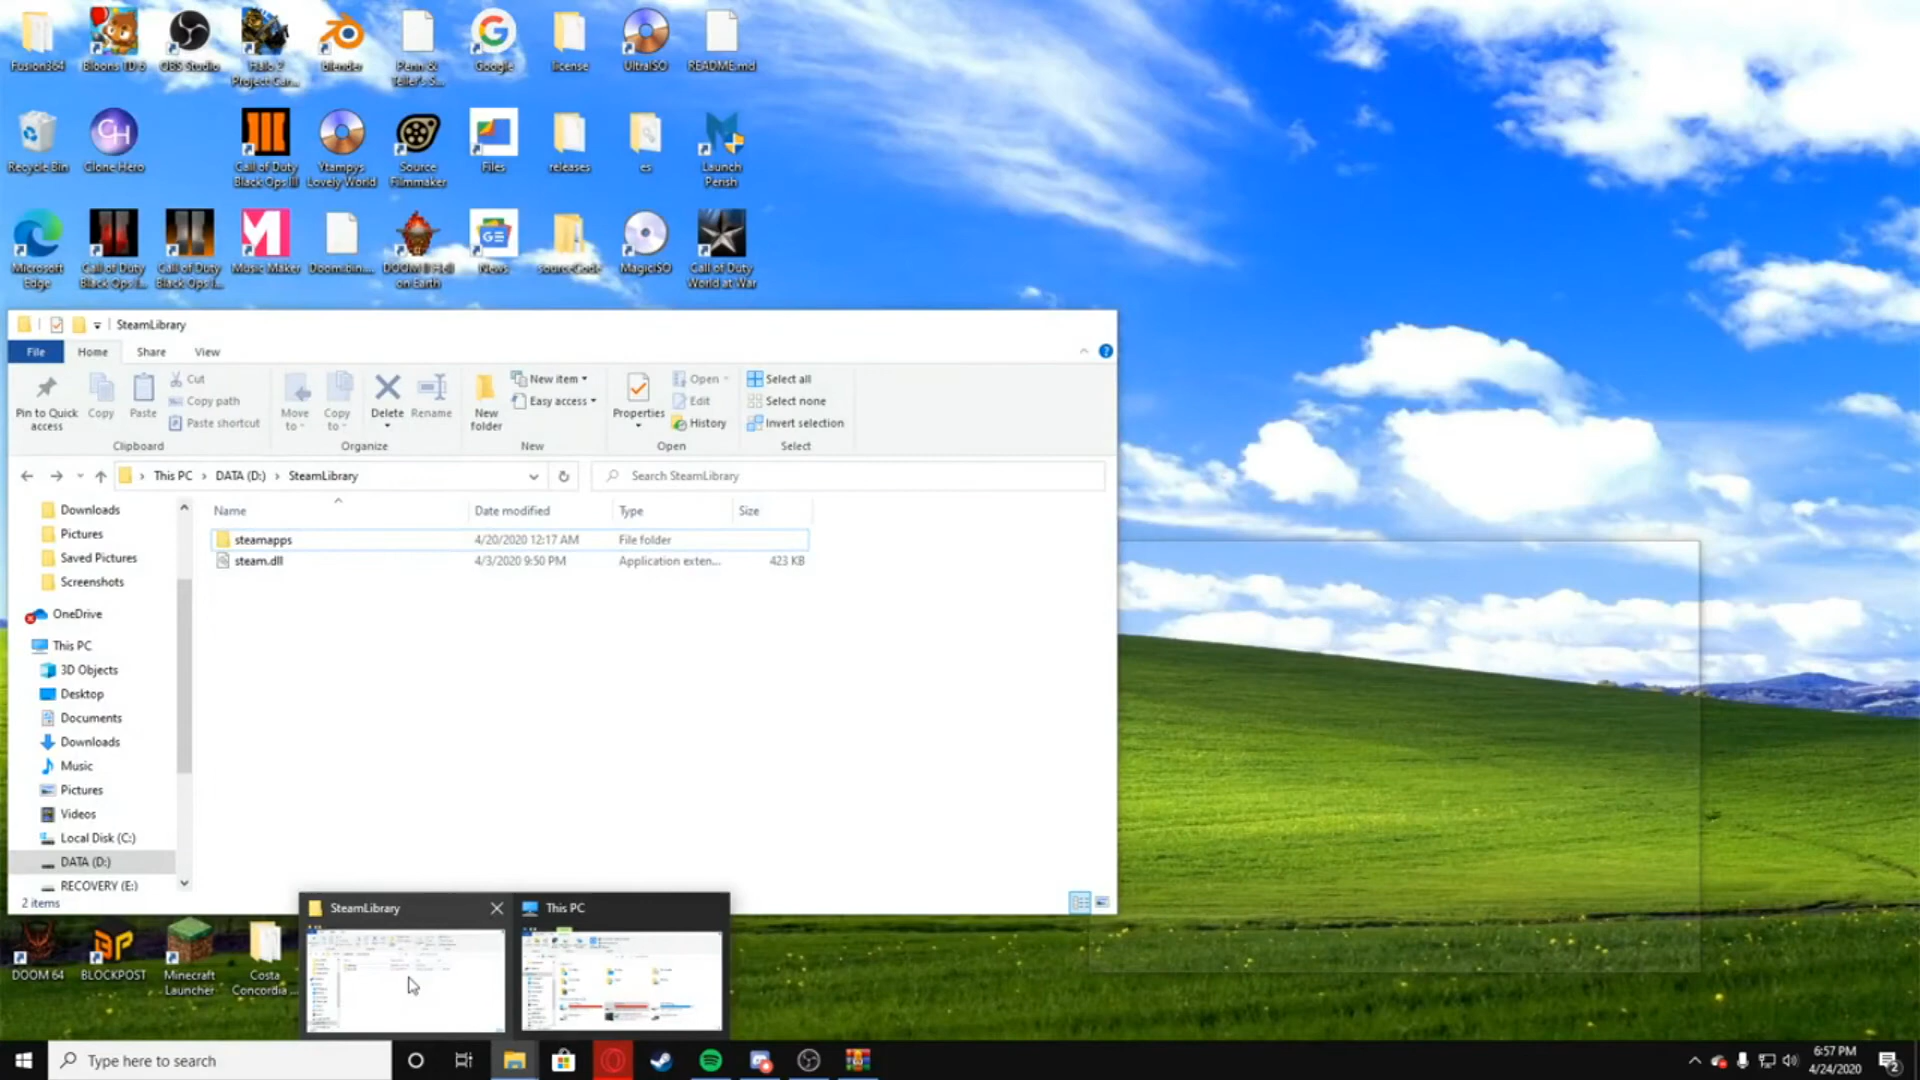 Fusion364
Bloons TD 6
OBS Studio
Halo 2
Project Car...
blender
Penn &
Teller's S...
Google
license
UltraISO
README.md
Recycle Bin
Clone Hero
Call of Duty
Black Ops III
Yiampys
Lovely World
Source
Filmmaker
Files
releases
es
Launch
Perish
Microsoft
Edge
Call of Duty
Black Ops I...
Call of Duty
Black Ops I...
Music Maker
Doom.bin....
DOOM II Hell
on Earth
News
sourceCode
MagicISO
Call of Duty
World at War
SteamLibrary
File
Home
Share
View
Pin to Quick
access
Copy
Paste
Cut
Copy path
Paste shortcut
Clipboard
Move
to
Copy
to
Delete
Rename
Organize
New
folder
New item
Easy access
New
Properties
Open
Edit
History
Open
Select all
Select none
Invert selection
Select
This PC
DATA (D:)
SteamLibrary
Search SteamLibrary
Name
Date modified
Type
Size
steamapps
4/20/2020 12:17 AM
File folder
steam.dll
4/3/2020 9:50 PM
Application exten...
423 KB
Downloads
Pictures
Saved Pictures
Screenshots
OneDrive
This PC
3D Objects
Desktop
Documents
Downloads
Music
Pictures
Videos
Local Disk (C:)
DATA (D:)
RECOVERY (E:)
2 items
SteamLibrary
This PC
DOOM 64
BLOCKPOST
Minecraft
Launcher
Costa
Concordia ...
Type here to search
6:57 PM
4/24/2020
2